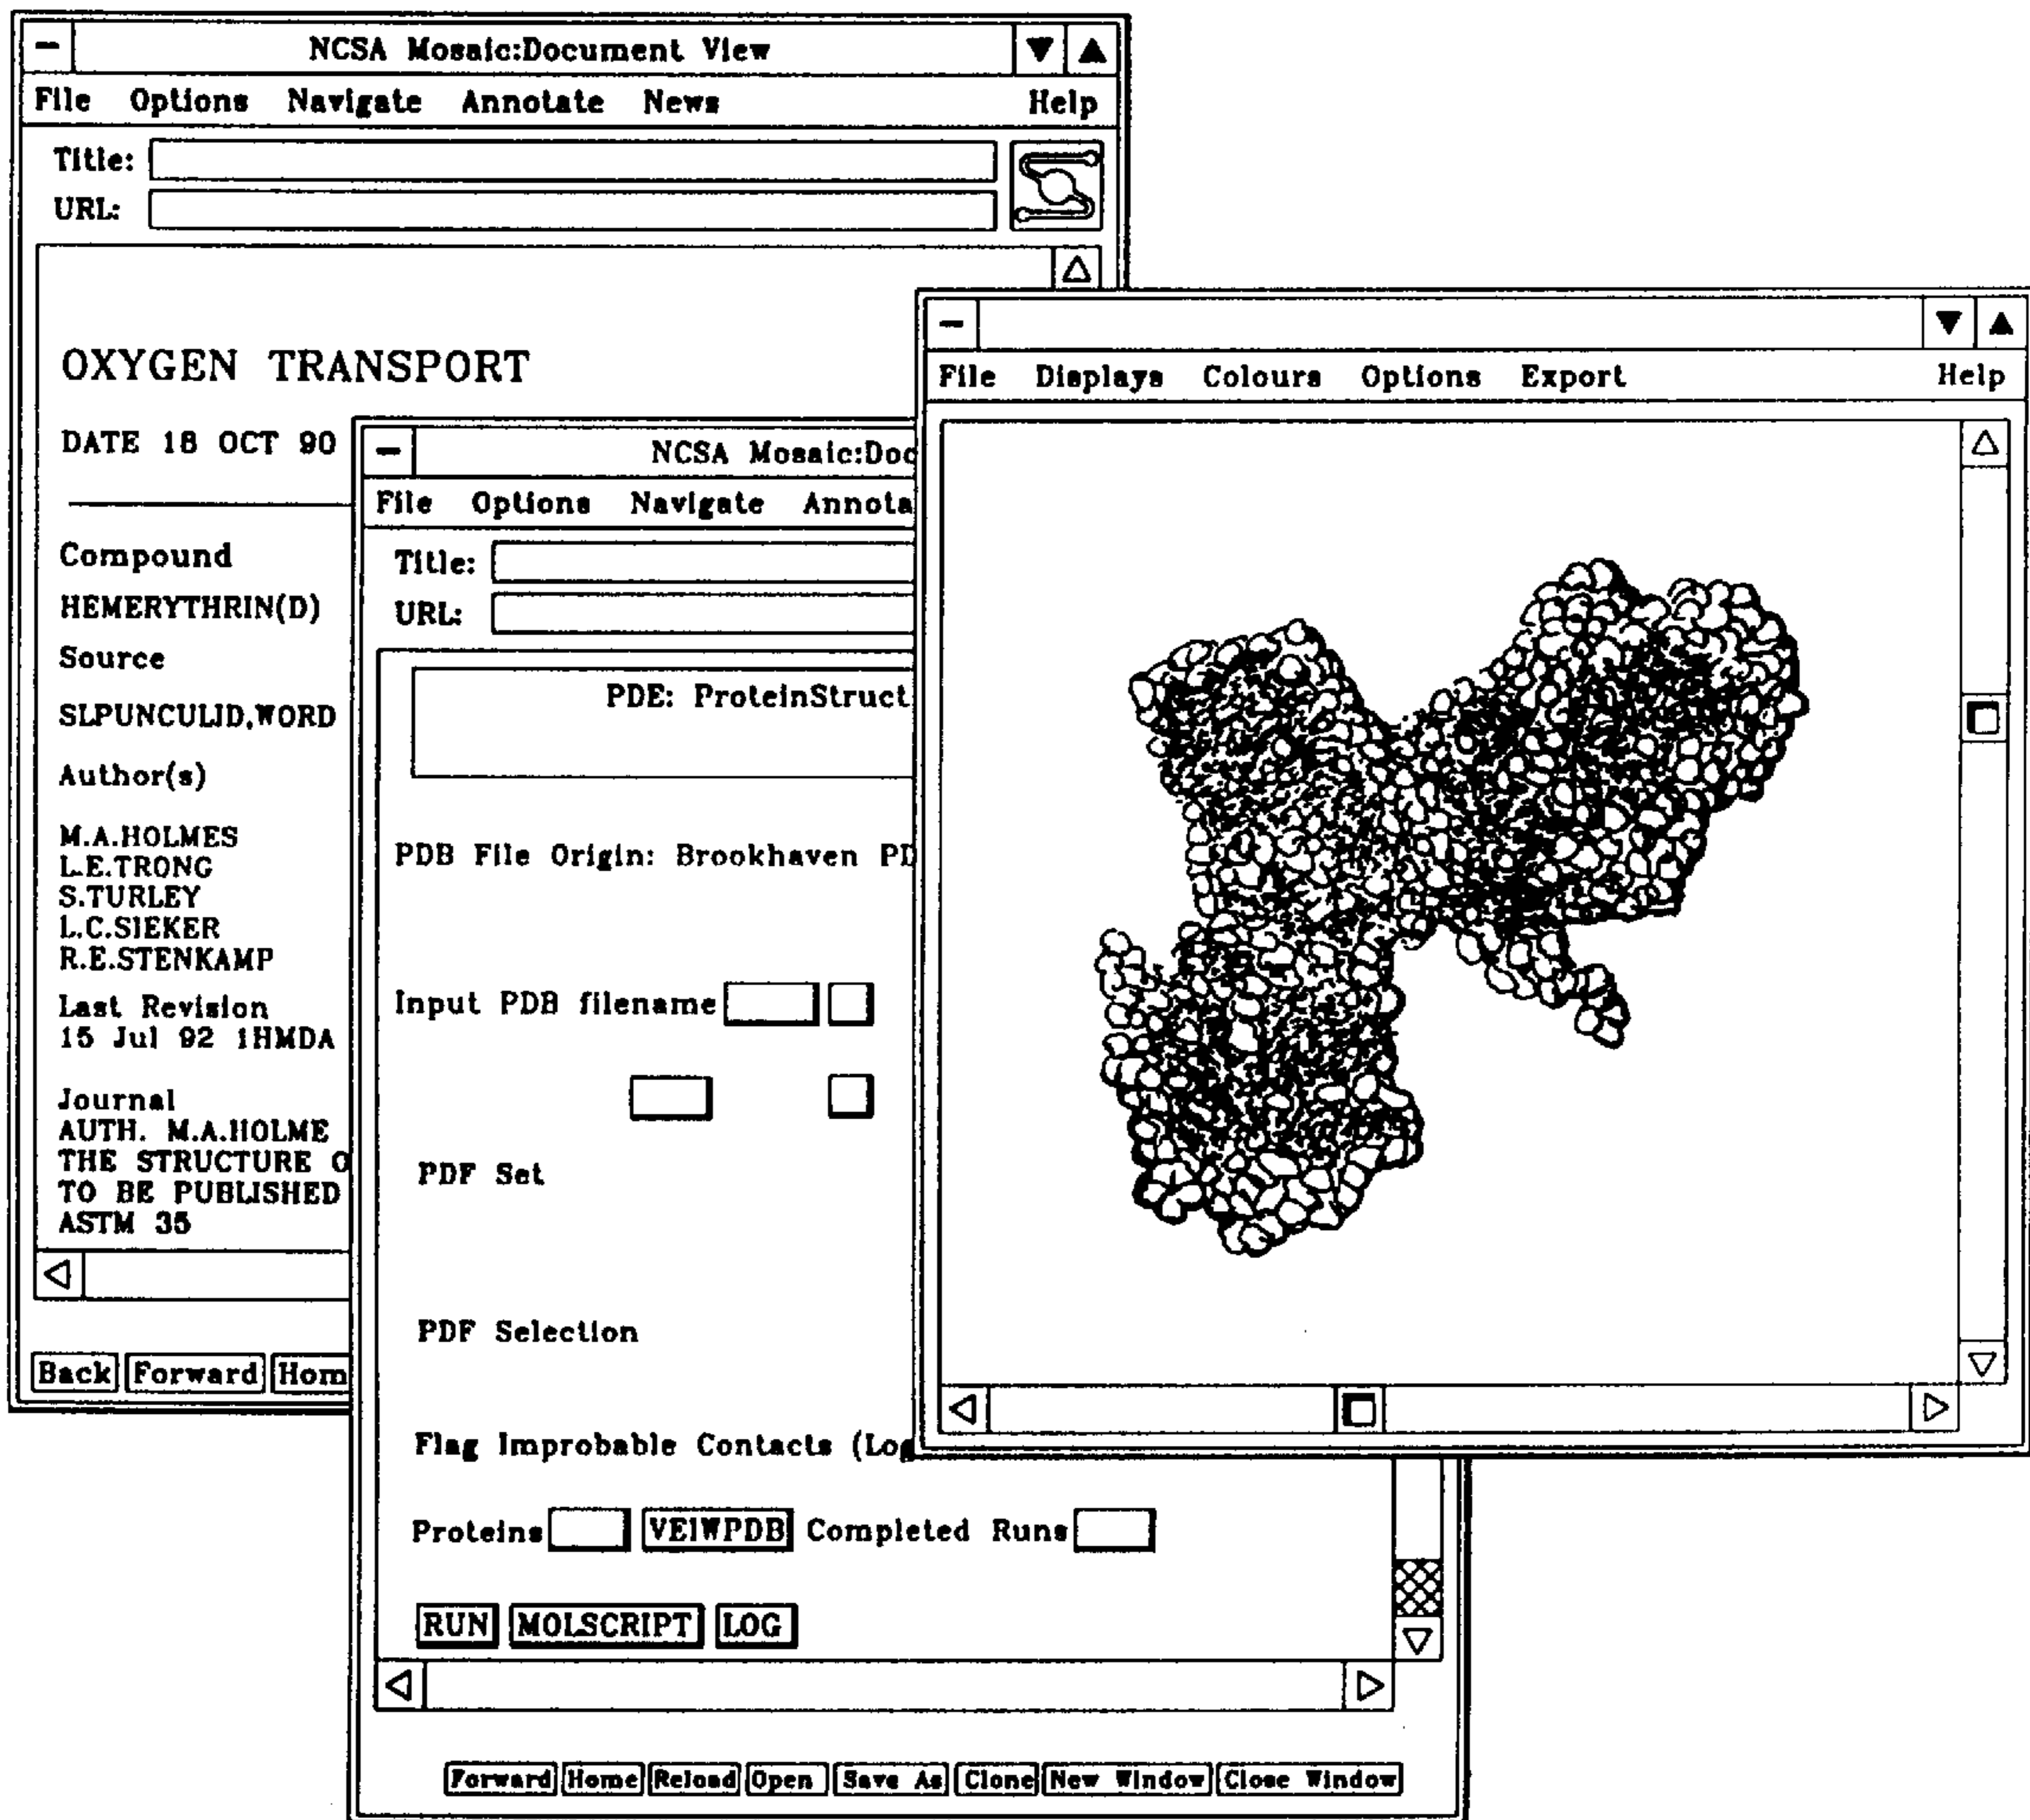 NCSA Mosaic:Document View
File Options Navigate Annotate News Help
Title:
URL:
OXYGEN TRANSPORT
DATE 18 OCT 90
Compound
HEMERYTHRIN(D)
Source
SLPUNCULID,WORD
Author(s)
M.A.HOLMES
L.E.TRONG
S.TURLEY
L.C.SIEKER
R.E.STENKAMP
Last Revision
15 Jul 92 1HMDA
Journal
AUTH. M.A.HOLME
THE STRUCTURE O
TO BE PUBLISHED
ASTM 35
Back Forward Hom
NCSA Mosaic:Doc
File Options Navigate Annota
Title:
URL:
PDE: ProteinStruct
PDB File Origin: Brookhaven PD
Input PDB filename
PDF Set
PDF Selection
Flag Improbable Contacts (Log
Proteins VEIWPDB Completed Runs
RUN MOLSCRIPT LOG
Forward Home Reload Open Save As Clone New Window Close Window
File Displays Colours Options Export Help